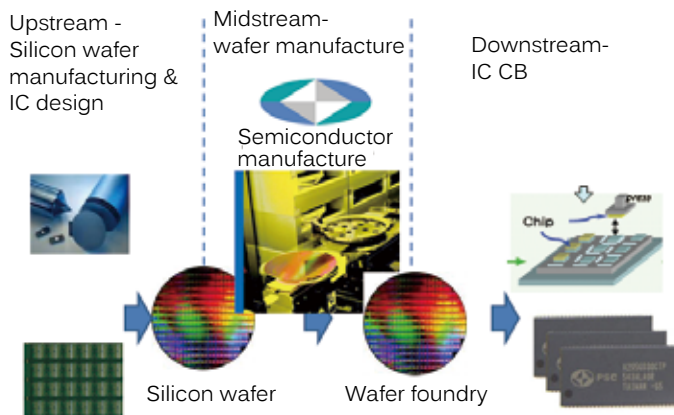 Upstream -
Silicon wafer
manufacturing &
IC design
Midstream-
wafer manufacture
Semiconductor
manufacture
Downstream-
IC CB
Chip
Silicon wafer
Wafer foundry
PSC